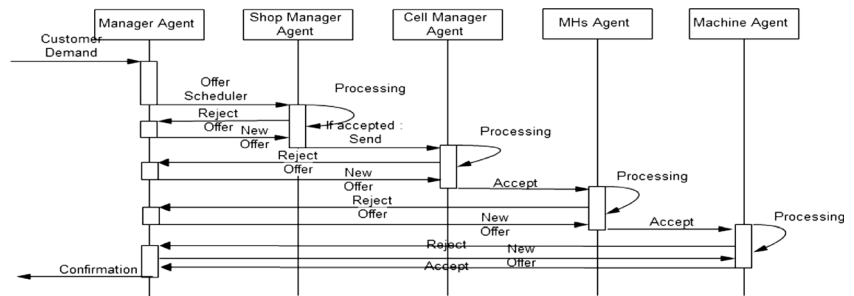 Manager Agent
Shop Manager
Agent
Cell Manager
Agent
MHs Agent
Machine Agent
Customer
Demand
Offer
Scheduler
Processing
Reject
Offer
New
Offer
If accepted :
Send
Processing
Reject
Offer
New
Offer
Accept
Processing
Reject
Offer
New
Offer
Accept
Processing
Reject
New
Offer
Accept
Confirmation